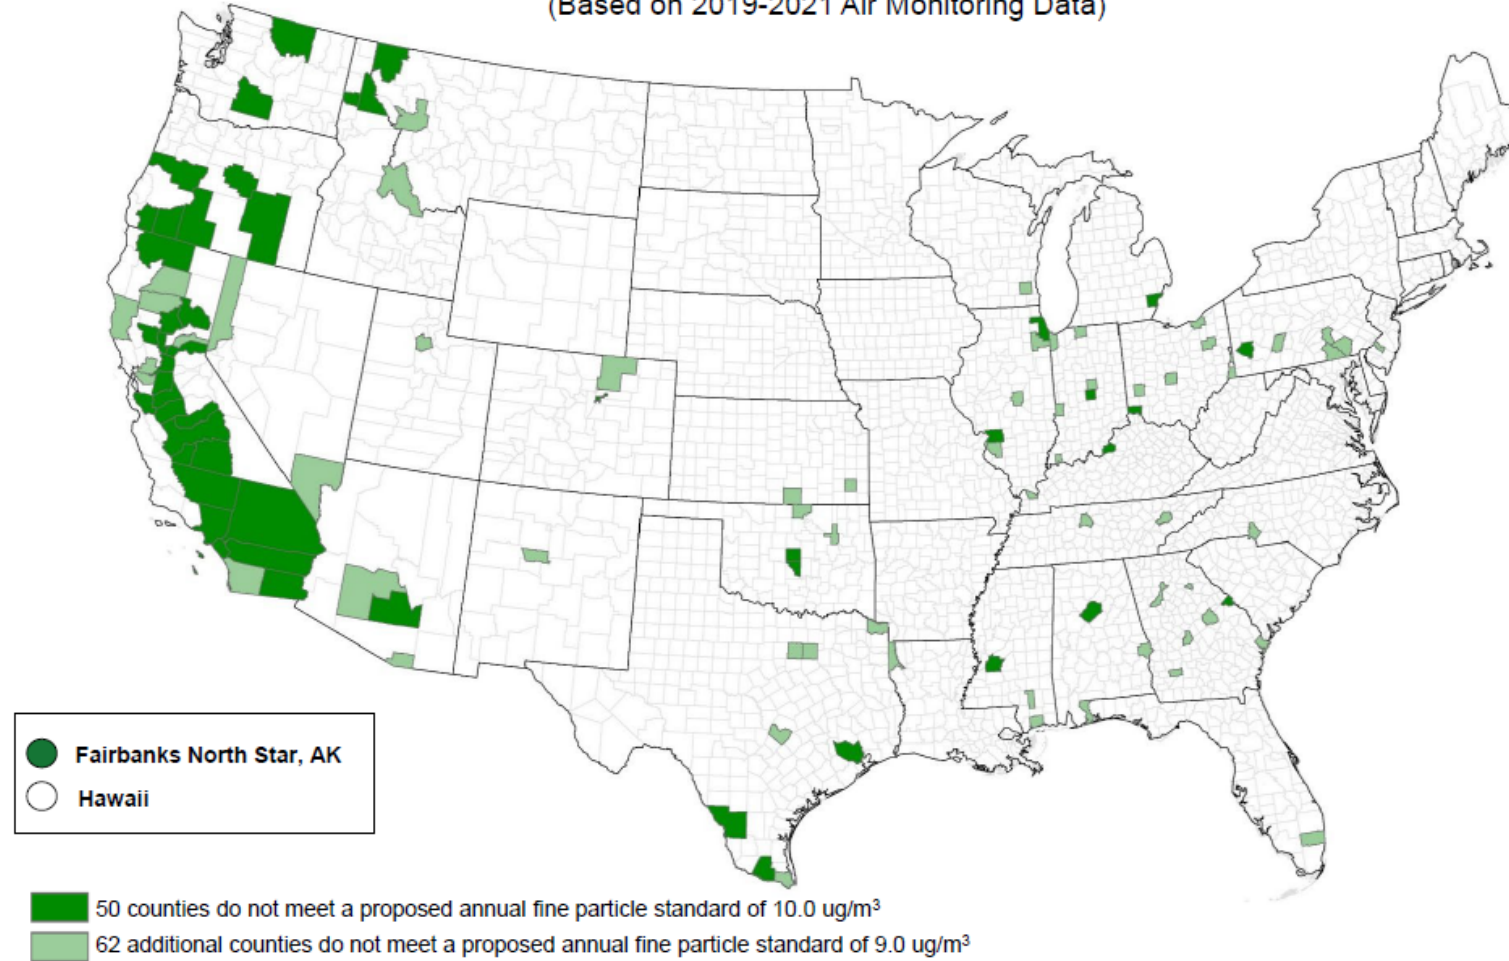 (Based on 2019-2021 Air Monitoring Data)
Fairbanks North Star, AK
Hawaii
50 counties do not meet a proposed annual fine particle standard of 10.0 ug/m³
62 additional counties do not meet a proposed annual fine particle standard of 9.0 ug/m³